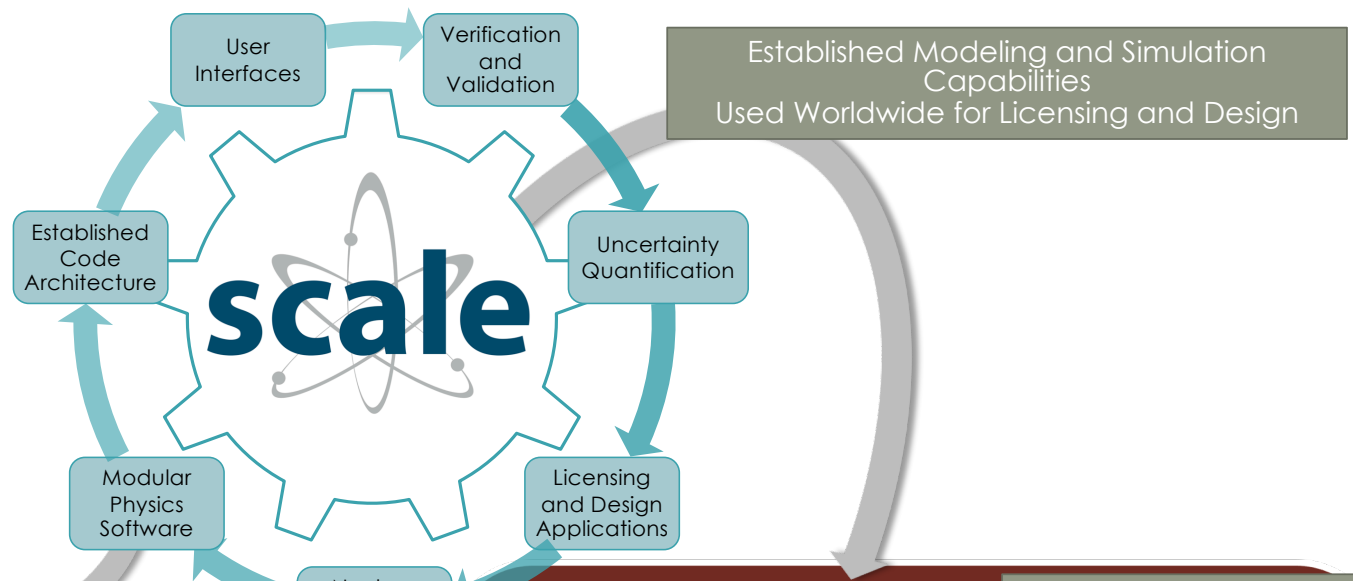 User
Interfaces
Verification
and
Validation
Established Modeling and Simulation
Capabilities
Used Worldwide for Licensing and Design
Established
Code
Architecture
Uncertainty
Quantification
scale
Modular
Physics
Software
Licensing
and Design
Applications